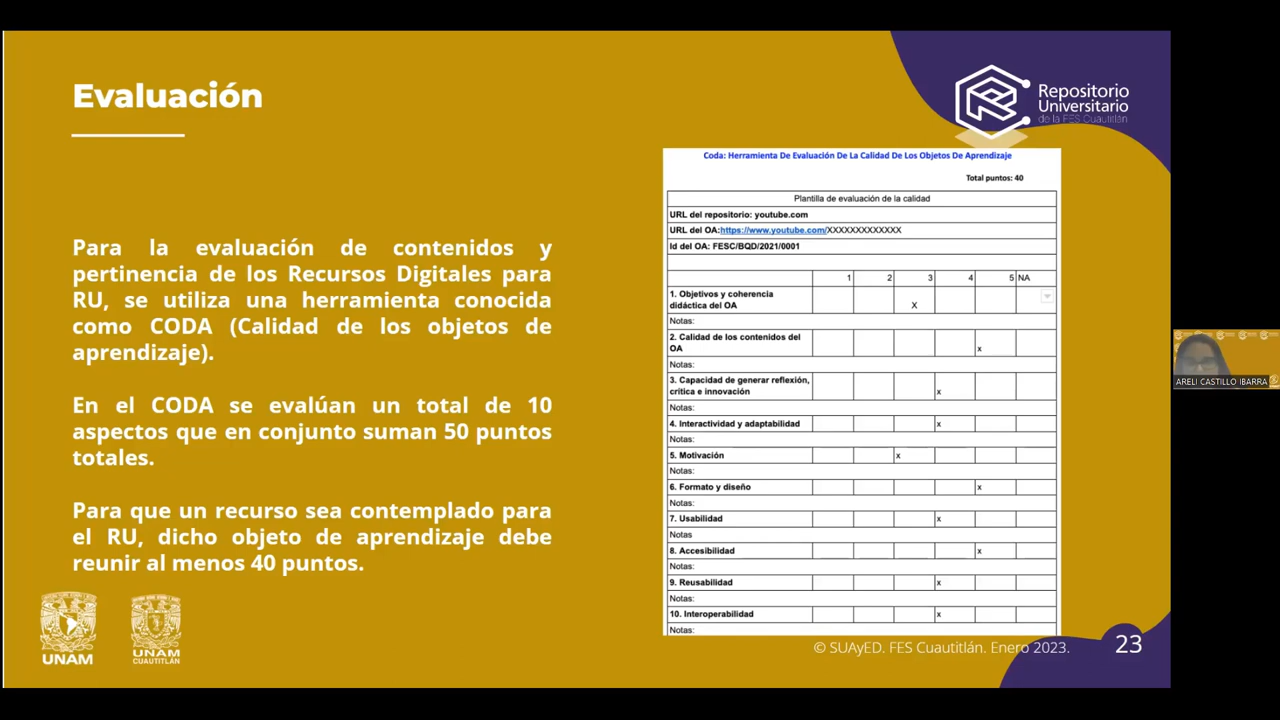 Evaluación
Repositorio
Universitario
de la FES Cuautitlán
Para la evaluación de contenidos y
pertinencia de los Recursos Digitales para
RU, se utiliza una herramienta conocida
como CODA (Calidad de los objetos de
aprendizaje).
En el CODA se evalúan un total de 10
aspectos que en conjunto suman 50 puntos
totales.
Para que un recurso sea contemplado para
el RU, dicho objeto de aprendizaje debe
reunir al menos 40 puntos.
Coda: Herramienta De Evaluación De La Calidad De Los Objetos De Aprendizaje
Total puntos: 40
Plantilla de evaluación de la calidad
URL del repositorio: youtube.com
URL del OA:https://www.youtube.com/XXXXXXXXXXXXX
Id del OA: FESC/BQD/2021/0001
1 2 3 4 5 NA
1. Objetivos y coherencia
didáctica del OA X
Notas:
2. Calidad de los contenidos del
OA x
Notas:
3. Capacidad de generar reflexión,
crítica e innovación x
Notas:
4. Interactividad y adaptabilidad x
Notas:
5. Motivación x
Notas:
6. Formato y diseño x
Notas:
7. Usabilidad x
Notas
8. Accesibilidad x
Notas:
9. Reusabilidad x
Notas:
10. Interoperabilidad x
Notas:
UNAM
UNAM
CUAUTITLÁN
© SUAyED. FES Cuautitlán. Enero 2023.
23
ARELI CASTILLO IBARRA